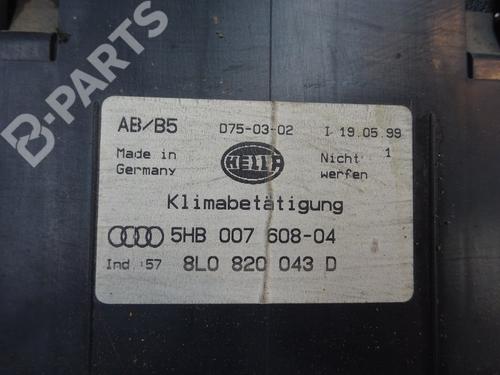 B-PARTS
AB/B5 D75-03-02 I 19.05.99
Made in Germany HELLA Nicht werfen 1
Klimabetätigung
5HB 007 608-04
Ind :57 8L0 820 043 D